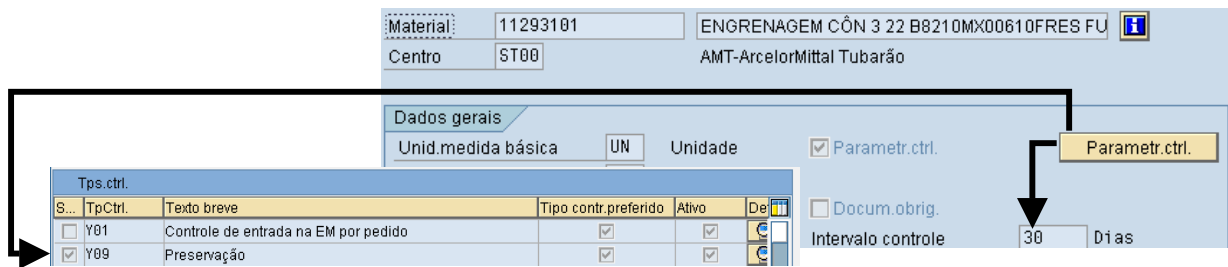 Material 11293101 ENGRENAGEM CÔN 3 22 B8210MX00610FRES FU
Centro ST00 AMT-ArcelorMittal Tubarão
Dados gerais
Unid.medida básica UN Unidade Parametr.ctrl. Parametr.ctrl.
Docum.obrig.
Intervalo controle 30 Dias
Tps.ctrl.
S... TpCtrl. Texto breve Tipo contr.preferido Ativo Det
Y01 Controle de entrada na EM por pedido
Y09 Preservação